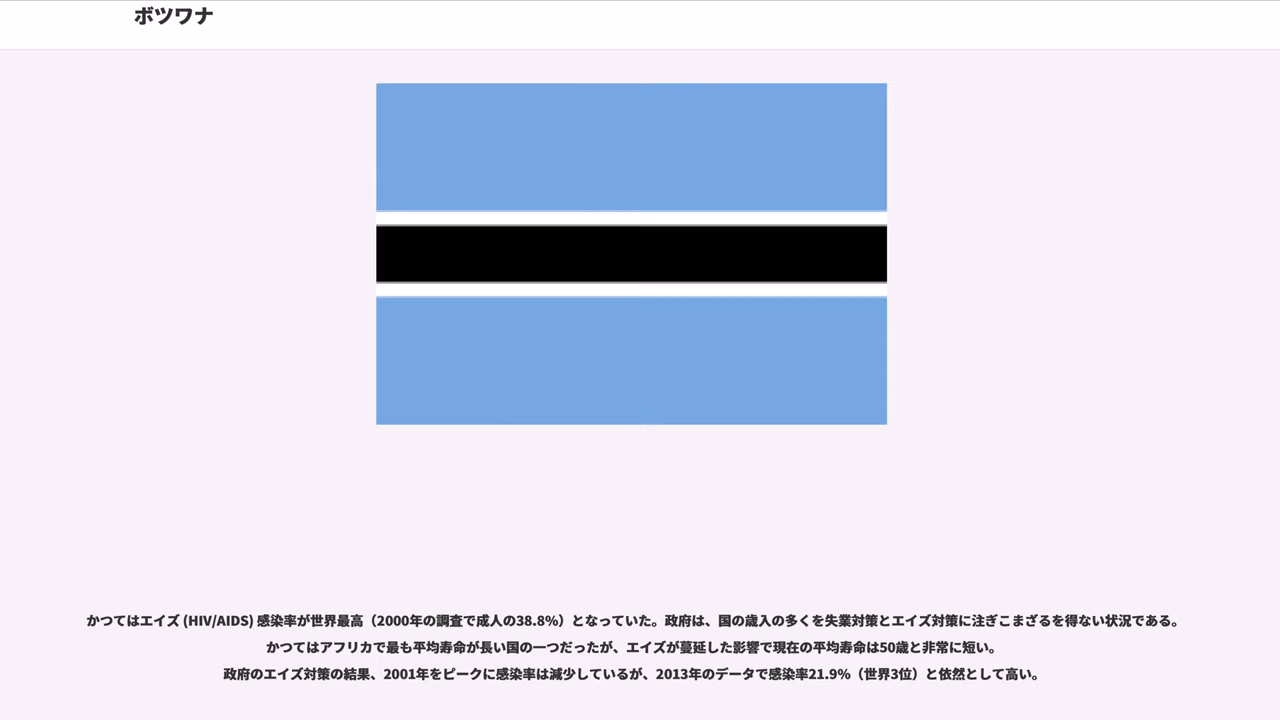 ボツワナ
かつてはエイズ (HIV/AIDS) 感染率が世界最高（2000年の調査で成人の38.8%）となっていた。政府は、国の歳入の多くを失業対策とエイズ対策に注ぎこまざるを得ない状況である。
かつてはアフリカで最も平均寿命が長い国の一つだったが、エイズが蔓延した影響で現在の平均寿命は50歳と非常に短い。
政府のエイズ対策の結果、2001年をピークに感染率は減少しているが、2013年のデータで感染率21.9%（世界3位）と依然として高い。